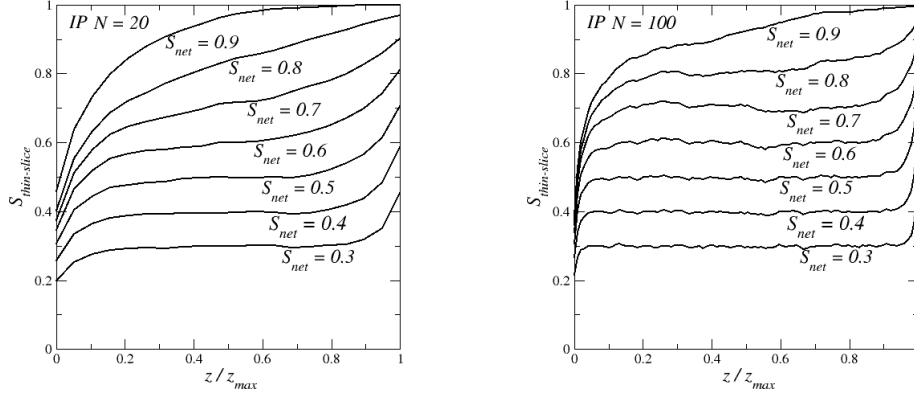 IP N = 20
S_thin-slice
1
0.8
0.6
0.4
0.2
0
S_net = 0.9
S_net = 0.8
S_net = 0.7
S_net = 0.6
S_net = 0.5
S_net = 0.4
S_net = 0.3
0 0.2 0.4 0.6 0.8 1
z / z_max
IP N = 100
S_thin-slice
1
0.8
0.6
0.4
0.2
0
S_net = 0.9
S_net = 0.8
S_net = 0.7
S_net = 0.6
S_net = 0.5
S_net = 0.4
S_net = 0.3
0 0.2 0.4 0.6 0.8
z / z_max